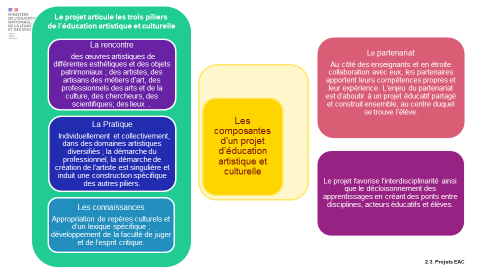 MINISTÈRE
DE L'ÉDUCATION
NATIONALE,
DE LA JEUNESSE
ET DES SPORTS
Le projet articule les trois piliers
de l'éducation artistique et culturelle
La rencontre
des œuvres artistiques de
différentes esthétiques et des objets
patrimoniaux ; des artistes, des
artisans des métiers d'art, des
professionnels des arts et de la
culture, des chercheurs, des
scientifiques; des lieux ..
La Pratique
Individuellement et collectivement,
dans des domaines artistiques
diversifiés ; la démarche du
professionnel, la démarche de
création de l'artiste est singulière et
induit une construction spécifique
des autres piliers.
Les connaissances
Appropriation de repères culturels et
d'un lexique spécifique ;
développement de la faculté de juger
et de l'esprit critique.
Les
composantes
d'un projet
d'éducation
artistique et
culturelle
Le partenariat
Au côté des enseignants et en étroite
collaboration avec eux, les partenaires
apportent leurs compétences propres et
leur expérience. L'enjeu du partenariat
est d'aboutir à un projet éducatif partagé
et construit ensemble, au centre duquel
se trouve l'élève.
Le projet favorise l'interdisciplinarité ainsi
que le décloisonnement des
apprentissages en créant des ponts entre
disciplines, acteurs éducatifs et élèves.
2.3. Projets EAC